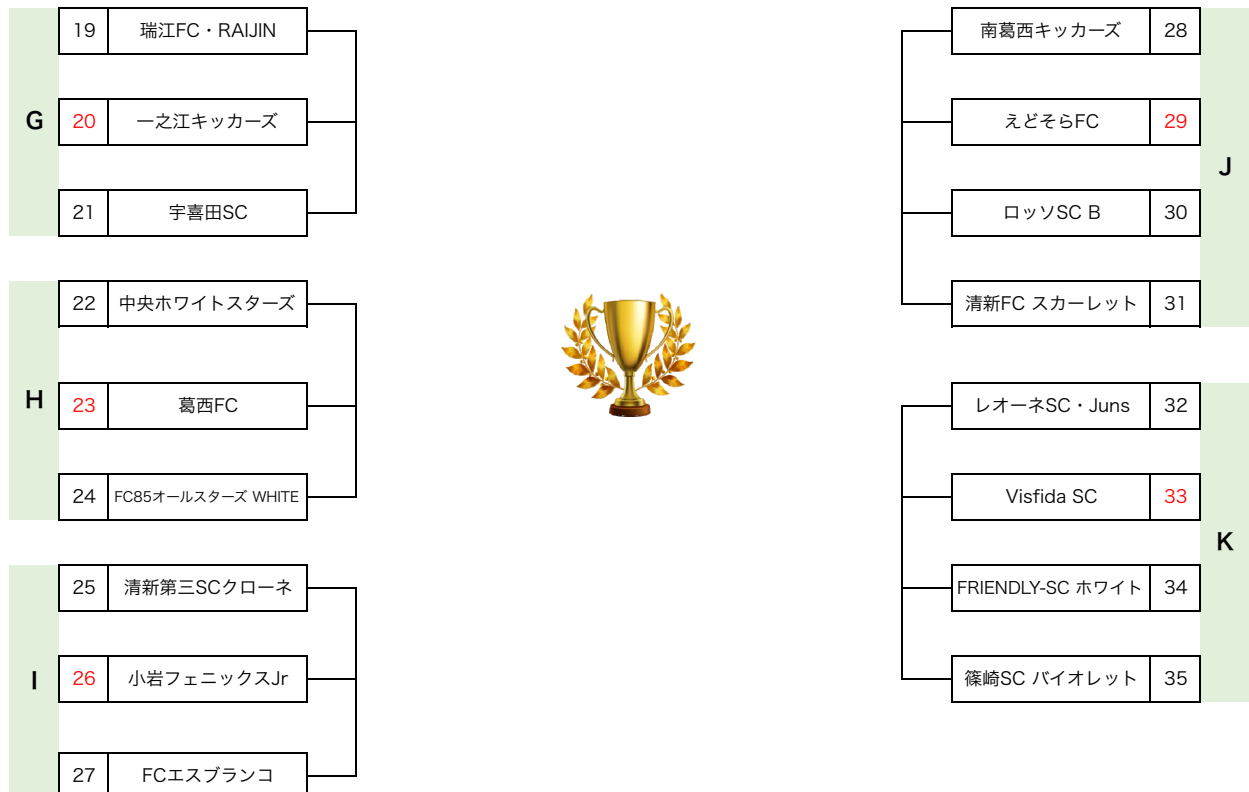 G
19 瑞江FC・RAIJIN
20 一之江キッカーズ
21 宇喜田SC
H
22 中央ホワイトスターズ
23 葛西FC
24 FC85オールスターズ WHITE
I
25 清新第三SCクローネ
26 小岩フェニックスJr
27 FCエスブランコ
南葛西キッカーズ 28
えどそらFC 29
ロッソSC B 30
清新FC スカーレット 31
J
レオーネSC・Juns 32
Visfida SC 33
FRIENDLY-SC ホワイト 34
篠崎SC バイオレット 35
K